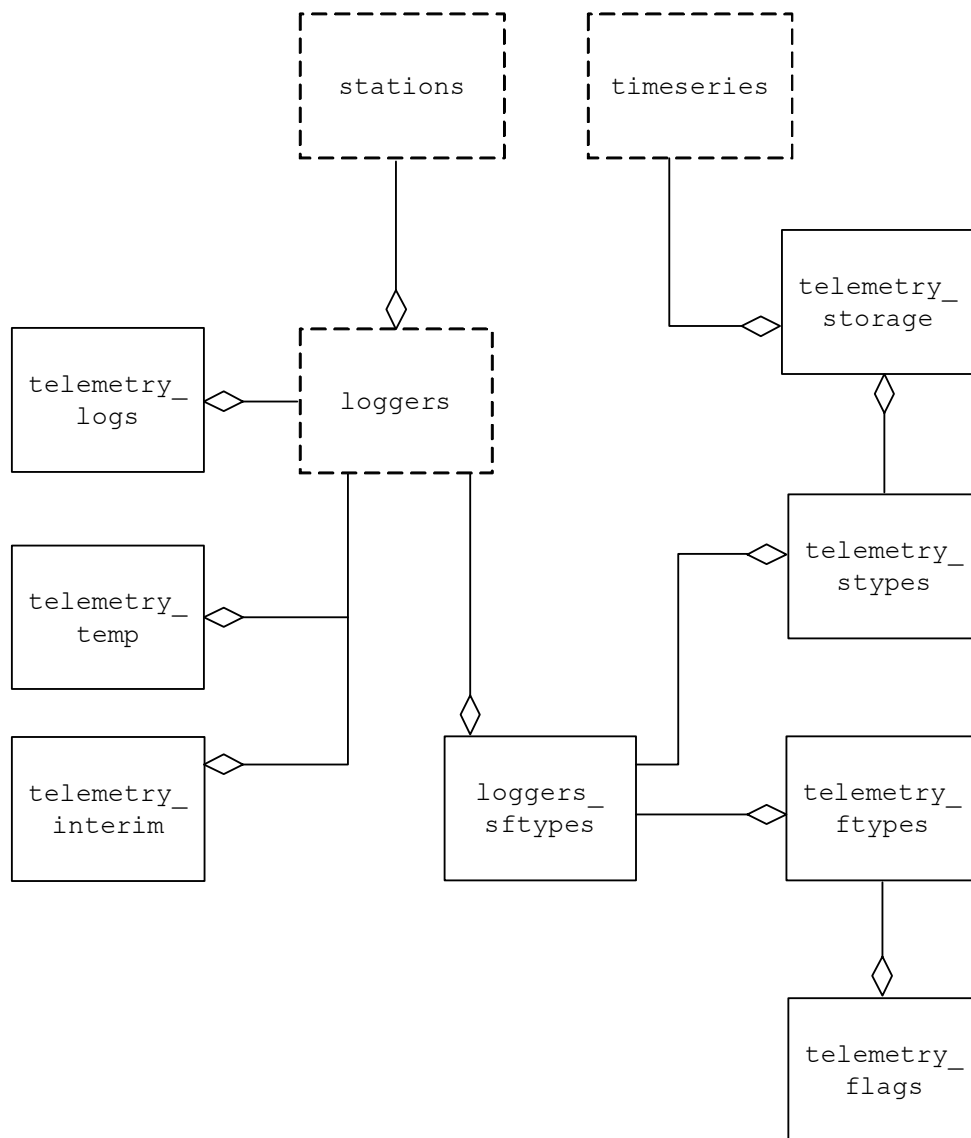 stations
timeseries
telemetry_
storage
telemetry_
logs
loggers
telemetry_
stypes
telemetry_
temp
telemetry_
interim
loggers_
sftypes
telemetry_
ftypes
telemetry_
flags